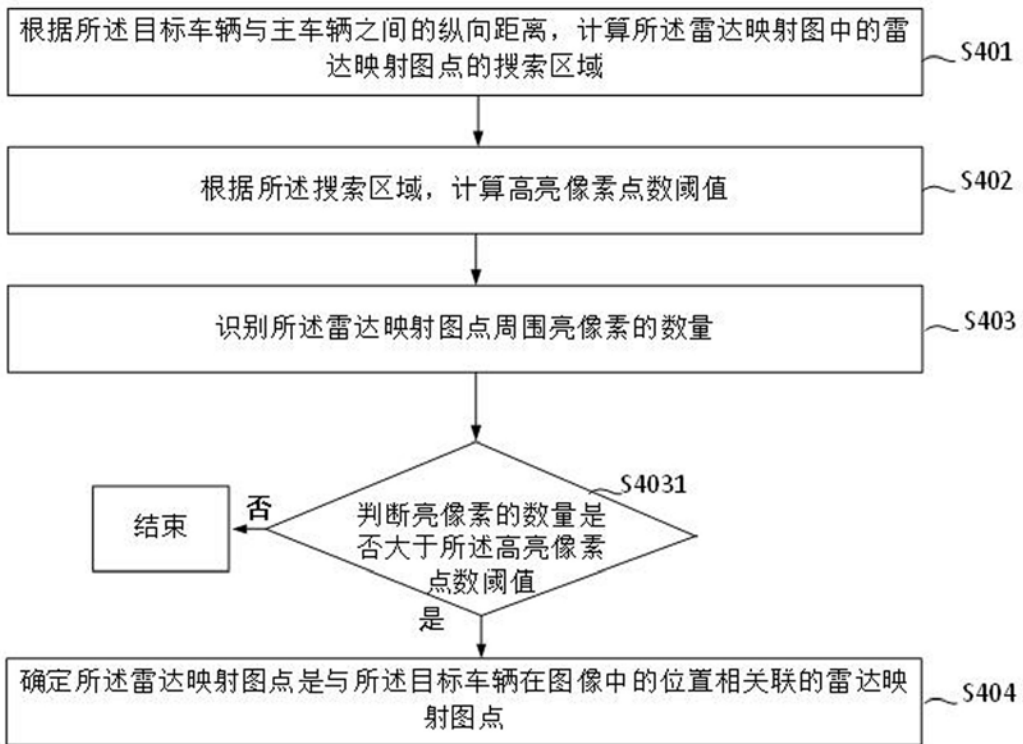 根据所述目标车辆与主车辆之间的纵向距离，计算所述雷达映射图中的雷
达映射图点的搜索区域
S401
根据所述搜索区域，计算高亮像素点数阈值
S402
识别所述雷达映射图点周围亮像素的数量
S403
S4031
判断亮像素的数量是
否大于所述高亮像素
点数阈值
否
结束
是
确定所述雷达映射图点是与所述目标车辆在图像中的位置相关联的雷达映
射图点
S404